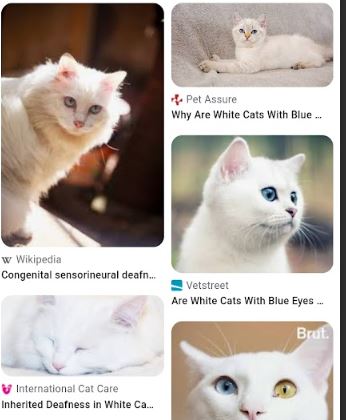 Wikipedia
Congenital sensorineural deafn...
International Cat Care
Inherited Deafness in White Ca...
Pet Assure
Why Are White Cats With Blue ...
Vetstreet
Are White Cats With Blue Eyes ...
Brut.